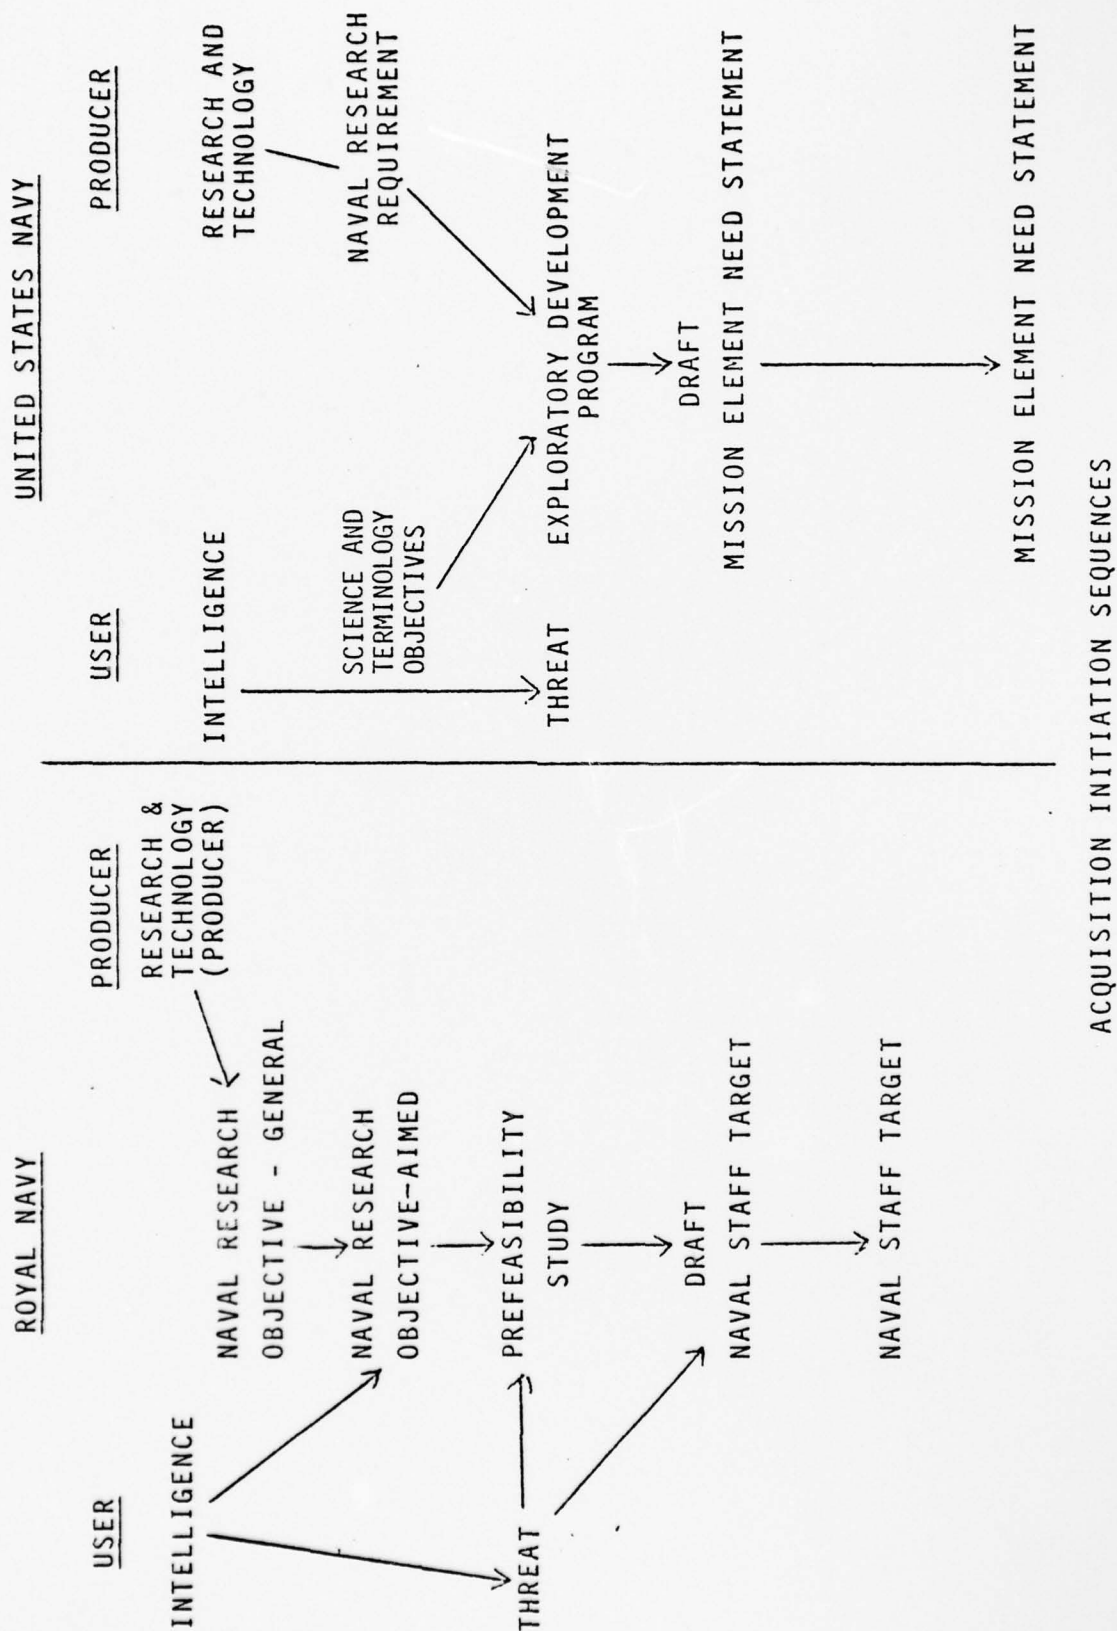 ROYAL NAVY
USER
PRODUCER
INTELLIGENCE
RESEARCH &
TECHNOLOGY
(PRODUCER)
NAVAL RESEARCH
OBJECTIVE - GENERAL
NAVAL RESEARCH
OBJECTIVE-AIMED
THREAT
PREFEASIBILITY
STUDY
DRAFT
NAVAL STAFF TARGET
NAVAL STAFF TARGET
UNITED STATES NAVY
USER
PRODUCER
INTELLIGENCE
RESEARCH AND
TECHNOLOGY
SCIENCE AND
TERMINOLOGY
OBJECTIVES
NAVAL RESEARCH
REQUIREMENT
THREAT
EXPLORATORY DEVELOPMENT
PROGRAM
DRAFT
MISSION ELEMENT NEED STATEMENT
MISSION ELEMENT NEED STATEMENT
ACQUISITION INITIATION SEQUENCES